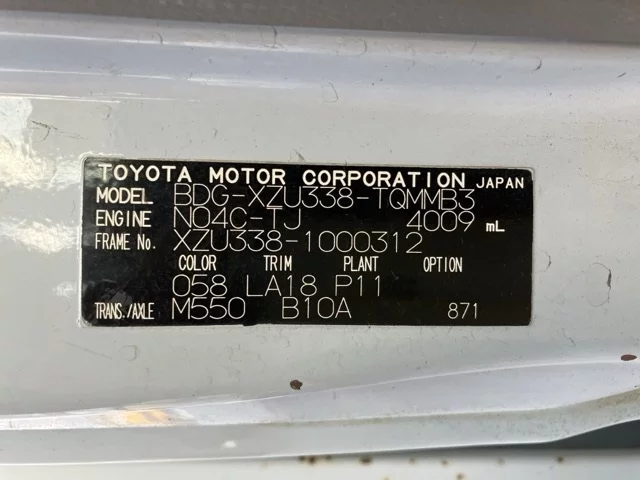 TOYOTA MOTOR CORPORATION JAPAN
MODEL BDG-XZU338-TQMMB3
ENGINE N04C-TJ 4009 mL
FRAME No. XZU338-1000312
COLOR TRIM PLANT OPTION
058 LA18 P11
TRANS./AXLE M550 B10A 871